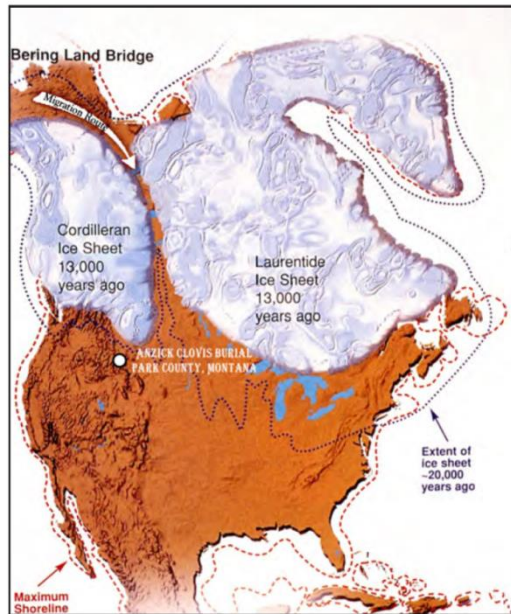 Bering Land Bridge
Migration Route
Cordilleran
Ice Sheet
13,000
years ago
Laurentide
Ice Sheet
13,000
years ago
ANZICK CLOVIS BURIAL
PARK COUNTY, MONTANA
Extent of
ice sheet
~20,000
years ago
Maximum
Shoreline